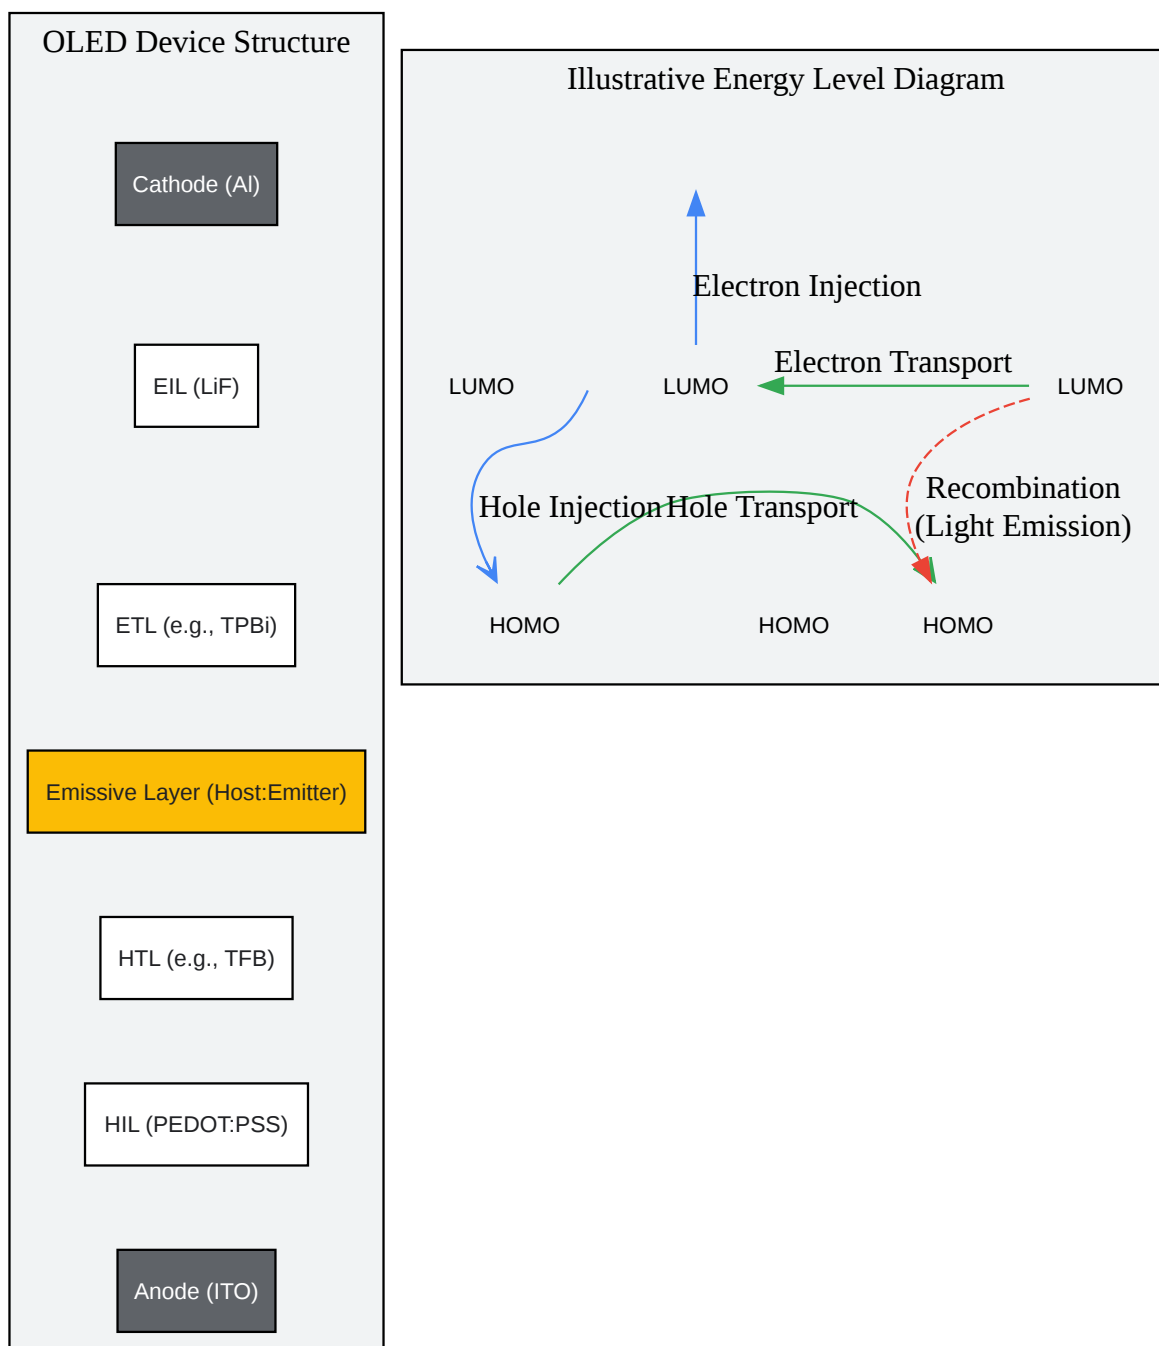 OLED Device Structure
Cathode (Al)
EIL (LiF)
ETL (e.g., TPBi)
Emissive Layer (Host:Emitter)
HTL (e.g., TFB)
HIL (PEDOT:PSS)
Anode (ITO)
Illustrative Energy Level Diagram
Electron Injection
Electron Transport
LUMO
LUMO
LUMO
Hole Injection
Hole Transport
Recombination
(Light Emission)
HOMO
HOMO
HOMO